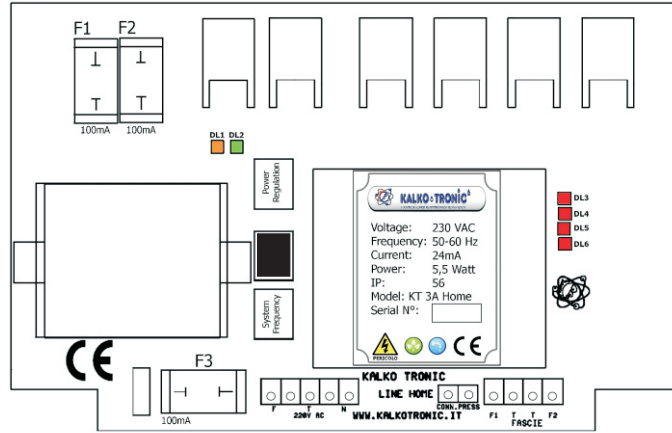 F1 F2
100mA 100mA
DL1 DL2
Power
Regulation
System
Frequency
KALKO TRONIC
Voltage: 230 VAC
Frequency: 50-60 Hz
Current: 24mA
Power: 5,5 Watt
IP: 56
Model: KT 3A Home
Serial N°:
PERICOLO
CE
DL3
DL4
DL5
DL6
CE
F3
100mA
KALKO TRONIC
LINE HOME
CONN.PRESS
F T N
220V AC
WWW.KALKOTRONIC.IT
F1 T T F2
FASCIE